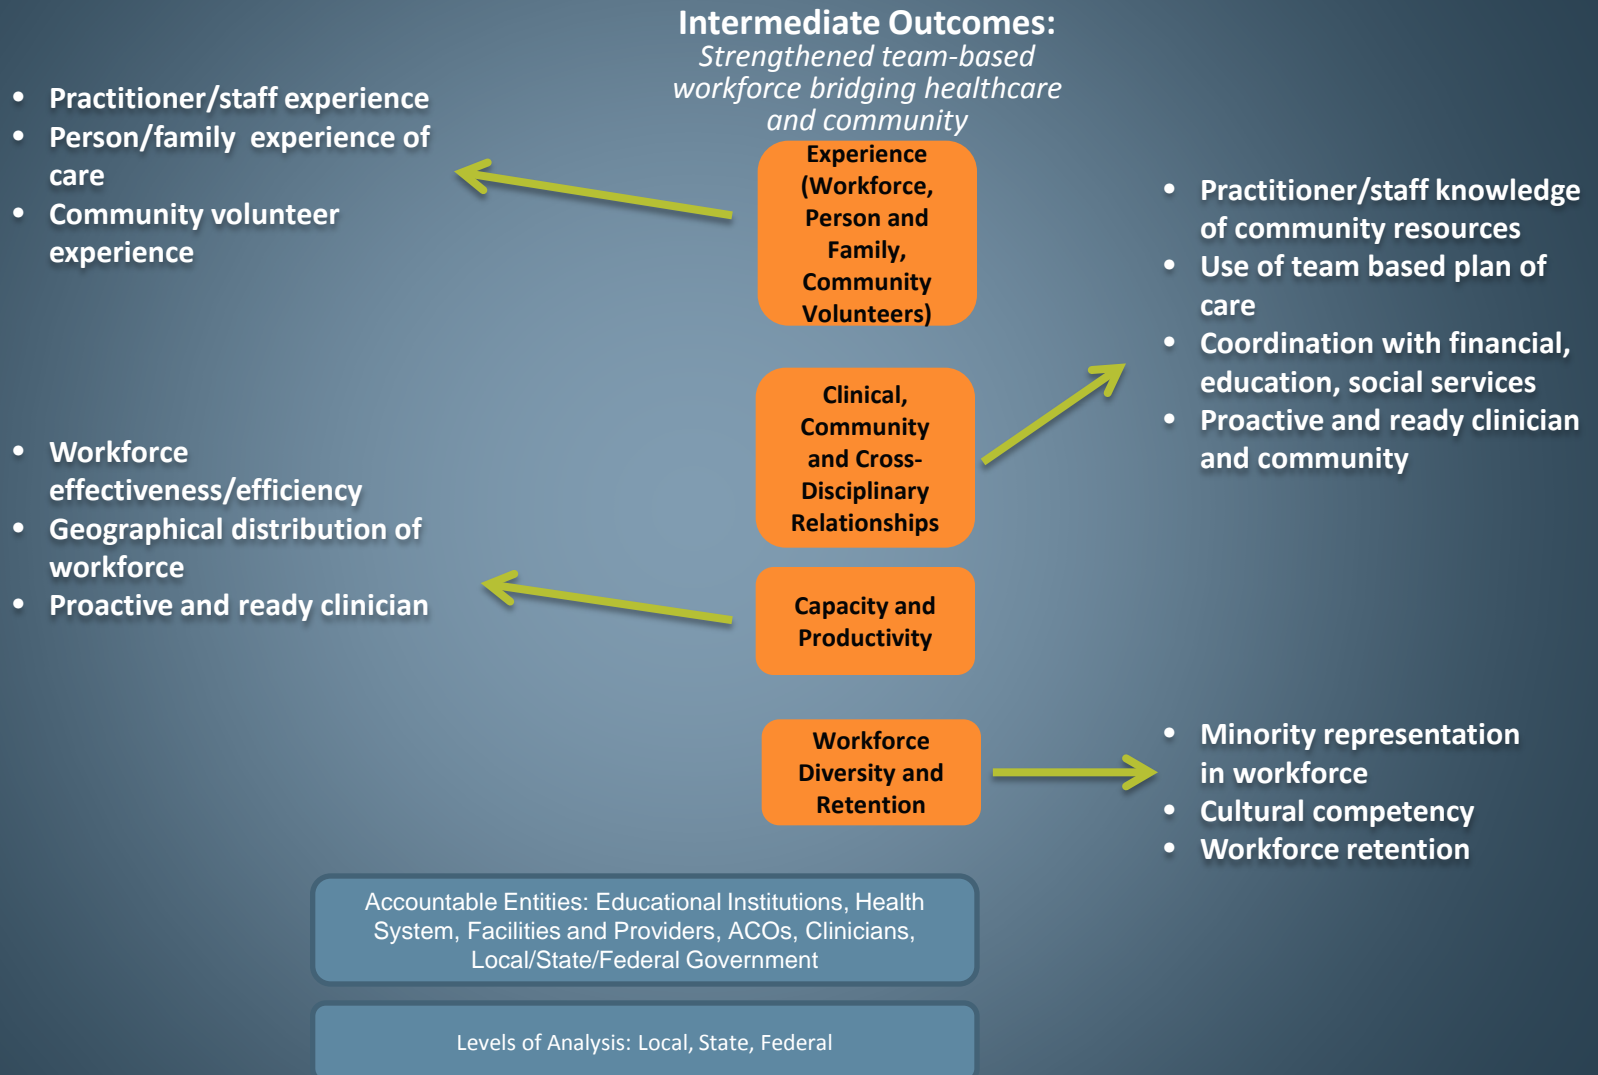 Intermediate Outcomes:
Strengthened team-based
workforce bridging healthcare
and community
• Practitioner/staff experience
• Person/family experience of
care
• Community volunteer
experience
Experience
(Workforce,
Person and
Family,
Community
Volunteers)
• Practitioner/staff knowledge
of community resources
• Use of team based plan of
care
• Coordination with financial,
education, social services
• Proactive and ready clinician
and community
Clinical,
Community
and Cross-
Disciplinary
Relationships
• Workforce
effectiveness/efficiency
• Geographical distribution of
workforce
• Proactive and ready clinician
Capacity and
Productivity
Workforce
Diversity and
Retention
• Minority representation
in workforce
• Cultural competency
• Workforce retention
Accountable Entities: Educational Institutions, Health
System, Facilities and Providers, ACOs, Clinicians,
Local/State/Federal Government
Levels of Analysis: Local, State, Federal